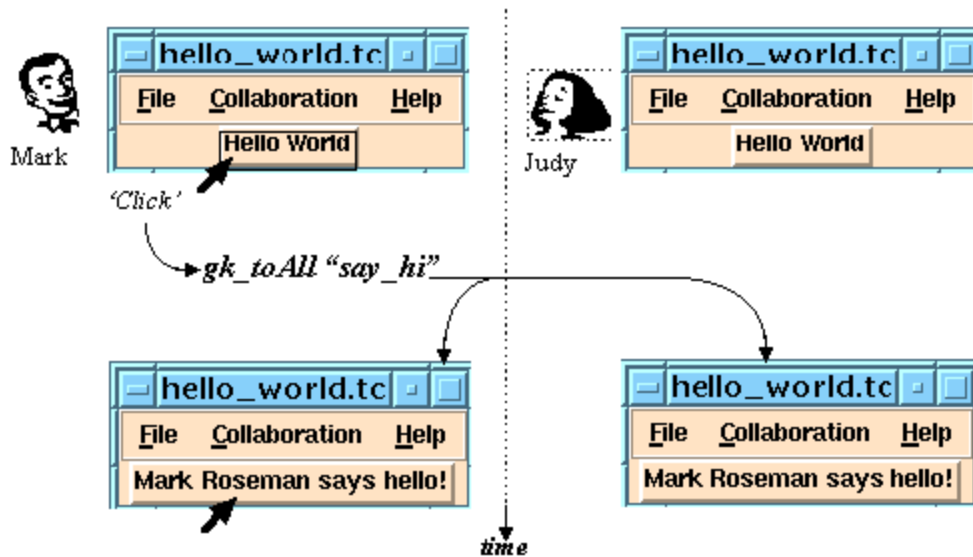 hello_world.tc
File Collaboration Help
Hello World
Mark
'Click'
hello_world.tc
File Collaboration Help
Hello World
Judy
gk_toAll “say_hi”
hello_world.tc
File Collaboration Help
Mark Roseman says hello!
hello_world.tc
File Collaboration Help
Mark Roseman says hello!
time